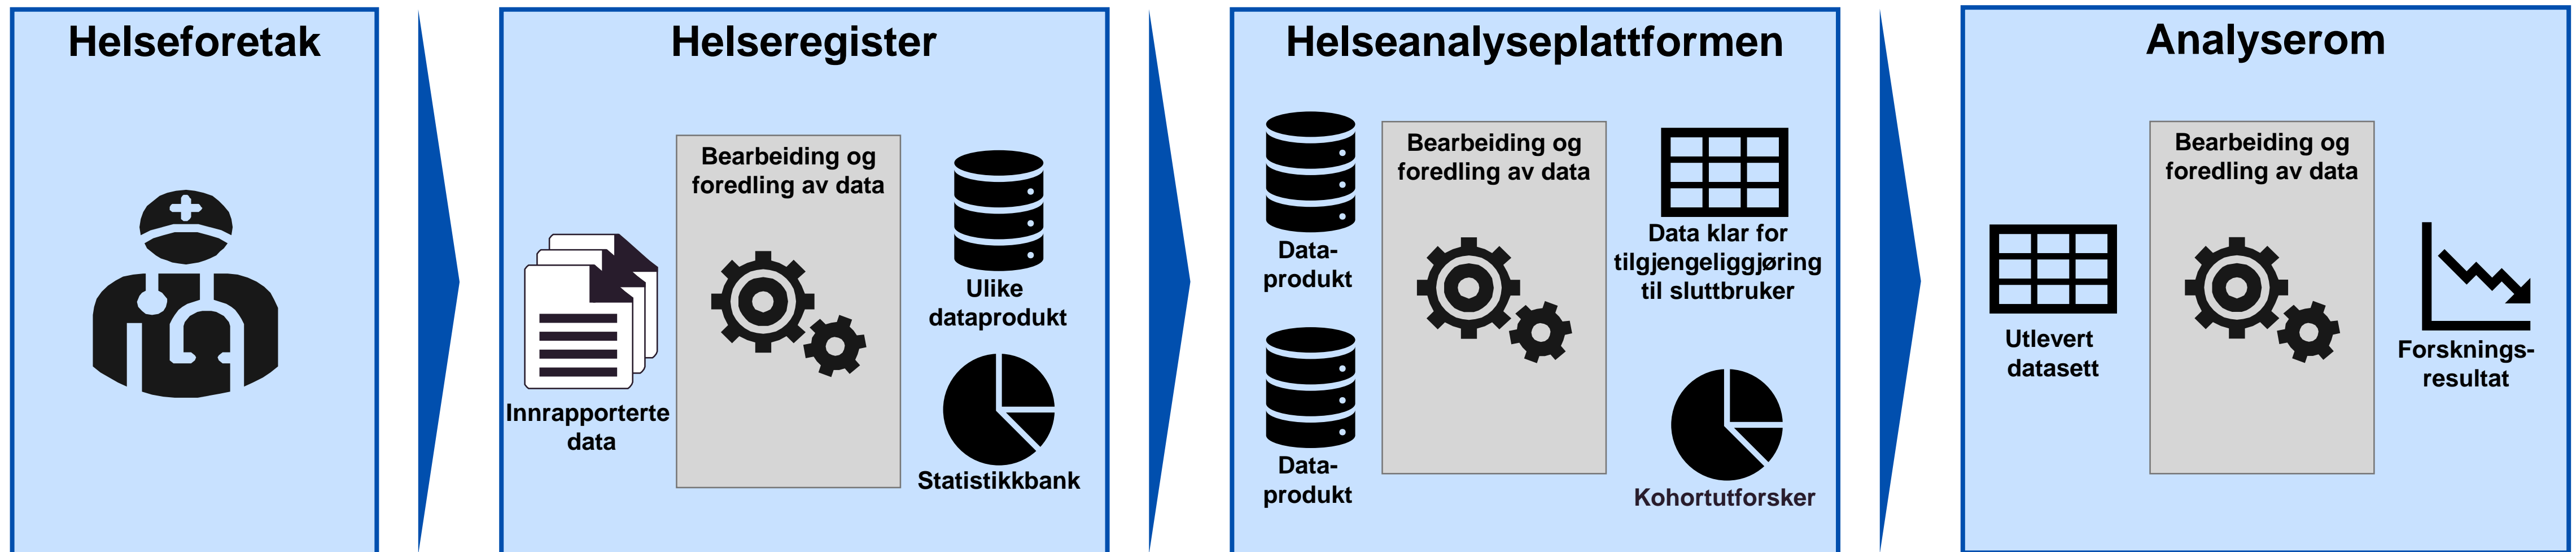 Helseforetak
Helseregister
Innrapporterte
data
Bearbeiding og
foredling av data
Ulike
dataprodukt
Statistikkbank
Helseanalyseplattformen
Data-
produkt
Data-
produkt
Bearbeiding og
foredling av data
Data klar for
tilgjengeliggjøring
til sluttbruker
Kohortutforsker
Analyserom
Utlevert
datasett
Bearbeiding og
foredling av data
Forsknings-
resultat